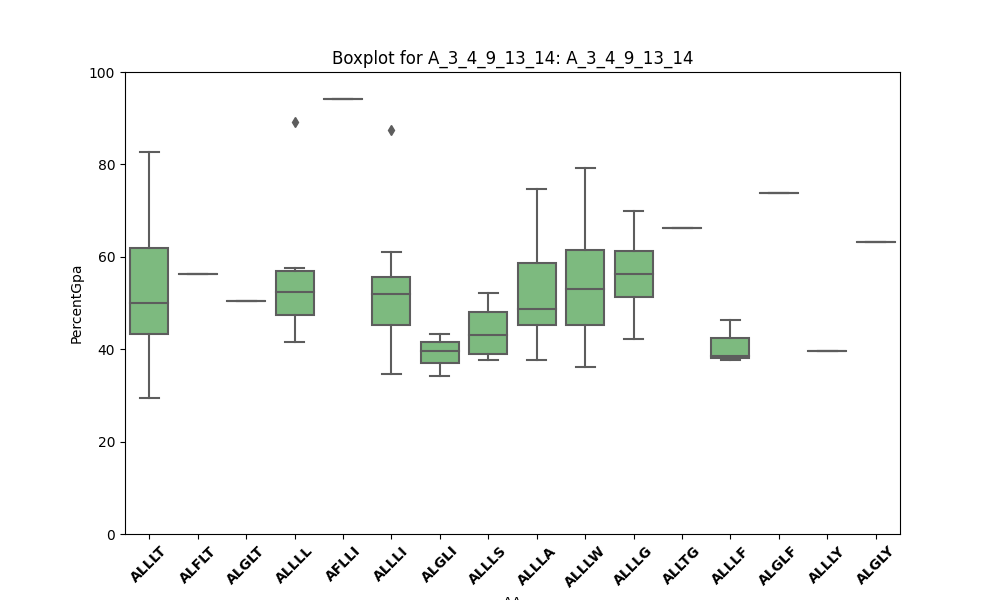 Boxplot for A_3_4_9_13_14: A_3_4_9_13_14
PercentGpa
100
80
60
40
20
0
ALLLT ALFLT ALGLT ALLLL AFLLI ALLLI ALGLI ALLLS ALLLA ALLLW ALLLG ALLTG ALLLF ALGLF ALLLY ALGLY